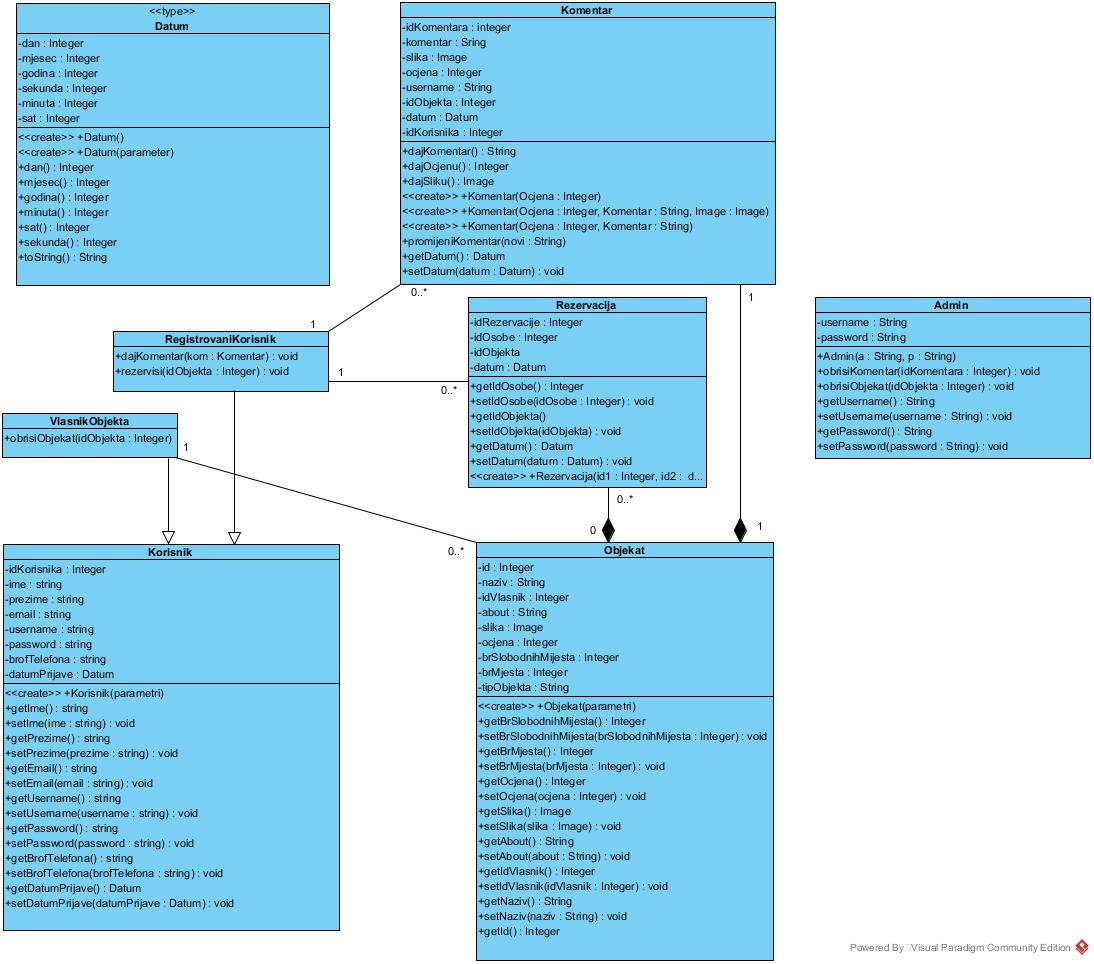 <<type>>
Datum
-dan : Integer
-mjesec : Integer
-godina : Integer
-sekunda : Integer
-minuta : Integer
-sat : Integer
<<create>> +Datum()
<<create>> +Datum(parameter)
+dan() : Integer
+mjesec() : Integer
+godina() : Integer
+minuta() : Integer
+sat() : Integer
+sekunda() : Integer
+toString() : String
Komentar
-idKomentara : integer
-komentar : Sring
-slika : Image
-ocjena : Integer
-username : String
-idObjekta : Integer
-datum : Datum
-idKorisnika : Integer
+dajKomentar() : String
+dajOcjenu() : Integer
+dajSliku() : Image
<<create>> +Komentar(Ocjena : Integer)
<<create>> +Komentar(Ocjena : Integer, Komentar : String, Image : Image)
<<create>> +Komentar(Ocjena : Integer, Komentar : String)
+promijeniKomentar(novi : String)
+getDatum() : Datum
+setDatum(datum : Datum) : void
0..*
1
1
RegistrovaniKorisnik
+dajKomentar(kom : Komentar) : void
+rezervisi(idObjekta : Integer) : void
1
0..*
Rezervacija
-idRezervacije : Integer
-idOsobe : Integer
-idObjekta
-datum : Datum
+getIdOsobe() : Integer
+setIdOsobe(idOsobe : Integer) : void
+getIdObjekta()
+setIdObjekta(idObjekta) : void
+getDatum() : Datum
+setDatum(datum : Datum) : void
<<create>> +Rezervacija(id1 : Integer, id2 : d...
Admin
-username : String
-password : String
+Admin(a : String, p : String)
+obrisiKomentar(idKomentara : Integer) : void
+obrisiObjekat(idObjekta : Integer) : void
+getUsername() : String
+setUsername(username : String) : void
+getPassword() : String
+setPassword(password : String) : void
VlasnikObjekta
+obrisiObjekat(idObjekta : Integer)
1
0..*
0..*
0
1
Korisnik
-idKorisnika : Integer
-ime : string
-prezime : string
-email : string
-username : string
-password : string
-brofTelefona : string
-datumPrijave : Datum
<<create>> +Korisnik(parametri)
+getIme() : string
+setIme(ime : string) : void
+getPrezime() : string
+setPrezime(prezime : string) : void
+getEmail() : string
+setEmail(email : string) : void
+getUsername() : string
+setUsername(username : string) : void
+getPassword() : string
+setPassword(password : string) : void
+getBrofTelefona() : string
+setBrofTelefona(brofTelefona : string) : void
+getDatumPrijave() : Datum
+setDatumPrijave(datumPrijave : Datum) : void
Objekat
-id : Integer
-naziv : String
-idVlasnik : Integer
-about : String
-slika : Image
-ocjena : Integer
-brSlobodnihMijesta : Integer
-brMjesta : Integer
-tipObjekta : String
<<create>> +Objekat(parametri)
+getBrSlobodnihMijesta() : Integer
+setBrSlobodnihMijesta(brSlobodnihMijesta : Integer) : void
+getBrMjesta() : Integer
+setBrMjesta(brMjesta : Integer) : void
+getOcjena() : Integer
+setOcjena(ocjena : Integer) : void
+getSlika() : Image
+setSlika(slika : Image) : void
+getAbout() : String
+setAbout(about : String) : void
+getIdVlasnik() : Integer
+setIdVlasnik(idVlasnik : Integer) : void
+getNaziv() : String
+setNaziv(naziv : String) : void
+getId() : Integer
Powered By Visual Paradigm Community Edition